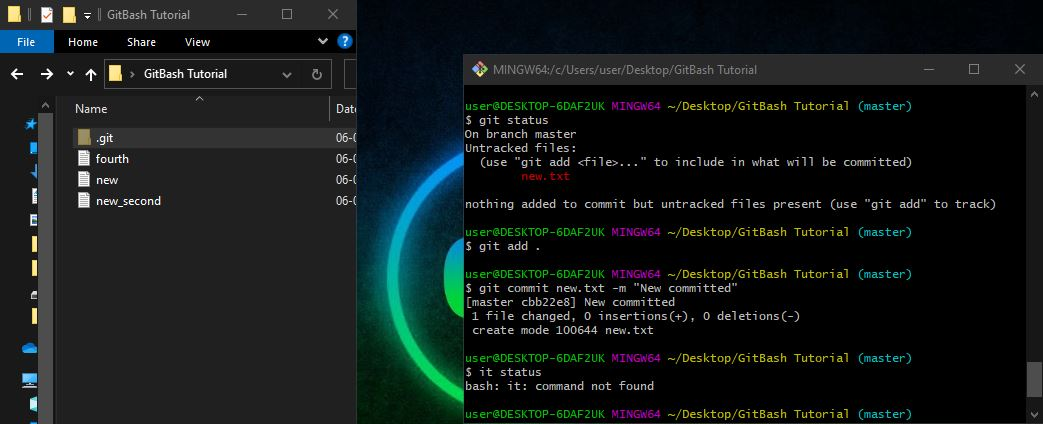 GitBash Tutorial
File Home Share View
GitBash Tutorial
Name Date
.git 06-0
fourth 06-0
new 06-0
new_second 06-0
MINGW64:/c/Users/user/Desktop/GitBash Tutorial
user@DESKTOP-6DAF2UK MINGW64 ~/Desktop/GitBash Tutorial (master)
$ git status
On branch master
Untracked files:
(use "git add <file>..." to include in what will be committed)
new.txt
nothing added to commit but untracked files present (use "git add" to track)
user@DESKTOP-6DAF2UK MINGW64 ~/Desktop/GitBash Tutorial (master)
$ git add .
user@DESKTOP-6DAF2UK MINGW64 ~/Desktop/GitBash Tutorial (master)
$ git commit new.txt -m "New committed"
[master cbb22e8] New committed
1 file changed, 0 insertions(+), 0 deletions(-)
create mode 100644 new.txt
user@DESKTOP-6DAF2UK MINGW64 ~/Desktop/GitBash Tutorial (master)
$ it status
bash: it: command not found
user@DESKTOP-6DAF2UK MINGW64 ~/Desktop/GitBash Tutorial (master)